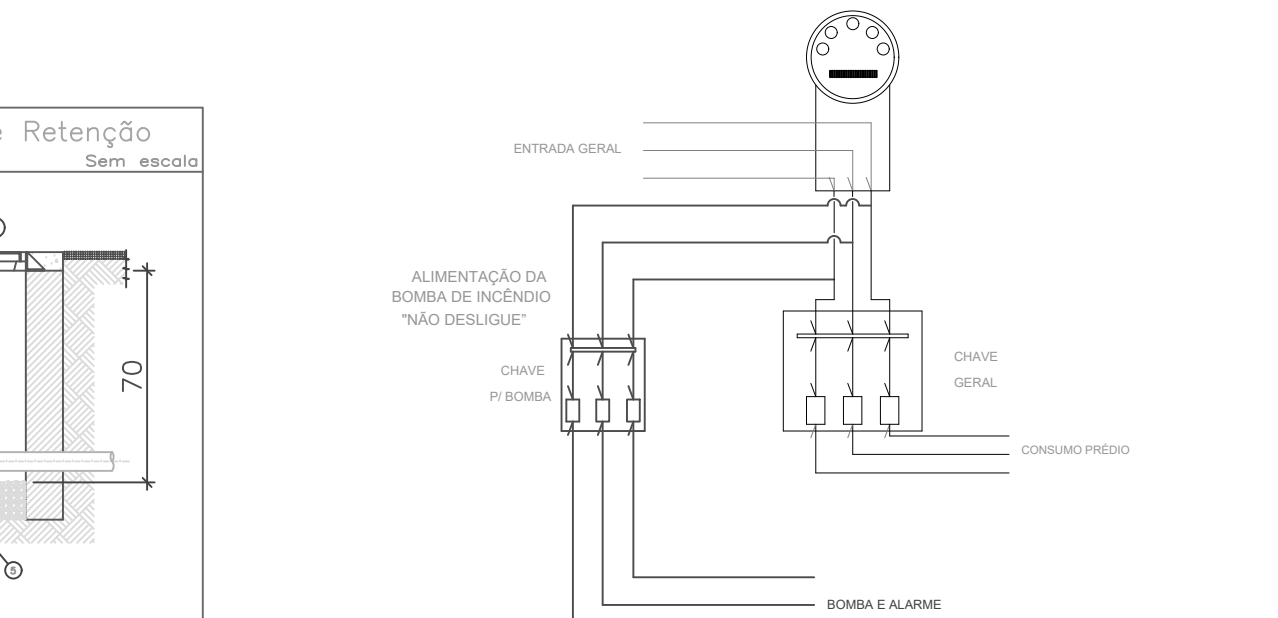 e Retenção
Sem escala
70
5
ENTRADA GERAL
ALIMENTAÇÃO DA
BOMBA DE INCÊNDIO
"NÃO DESLIGUE”
CHAVE
P/ BOMBA
CHAVE
GERAL
CONSUMO PRÉDIO
BOMBA E ALARME